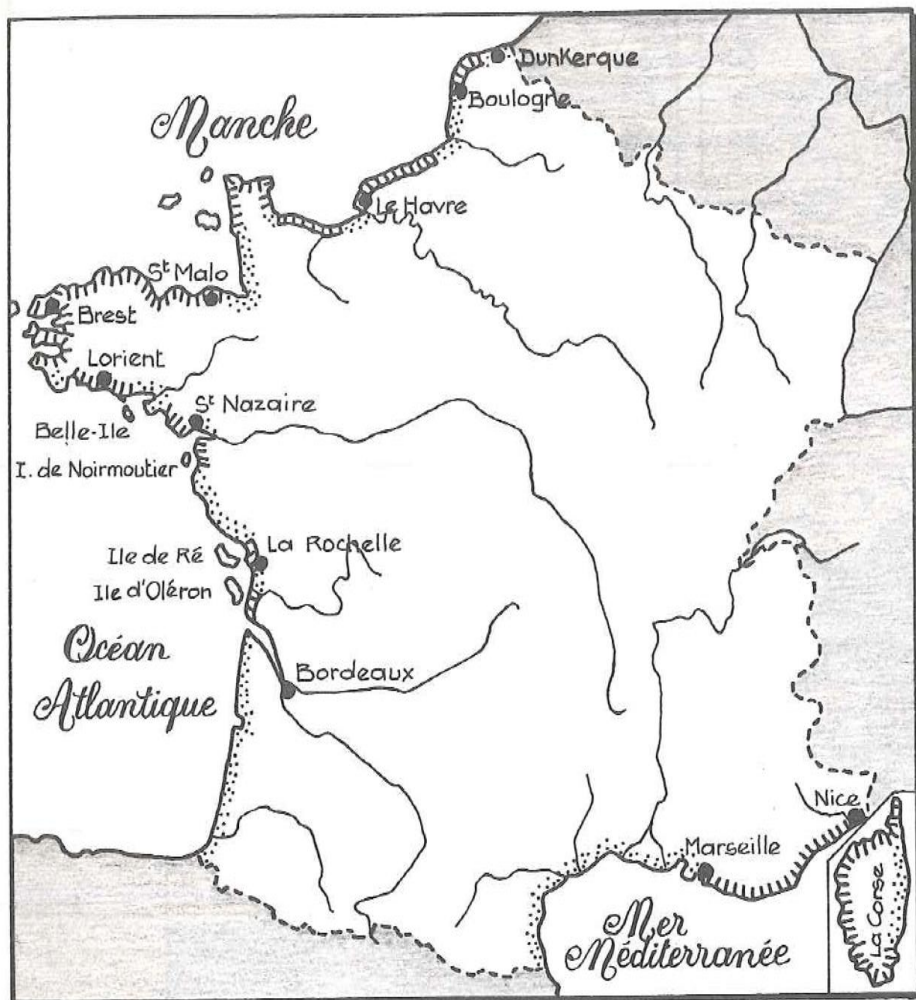 Dunkerque
Boulogne
Manche
Le Havre
St Malo
Brest
Lorient
St Nazaire
Belle-Ile
I. de Noirmoutier
La Rochelle
Ile de Ré
Ile d'Oléron
Océan
Atlantique
Bordeaux
Nice
Marseille
La Corse
Mer
Méditerranée